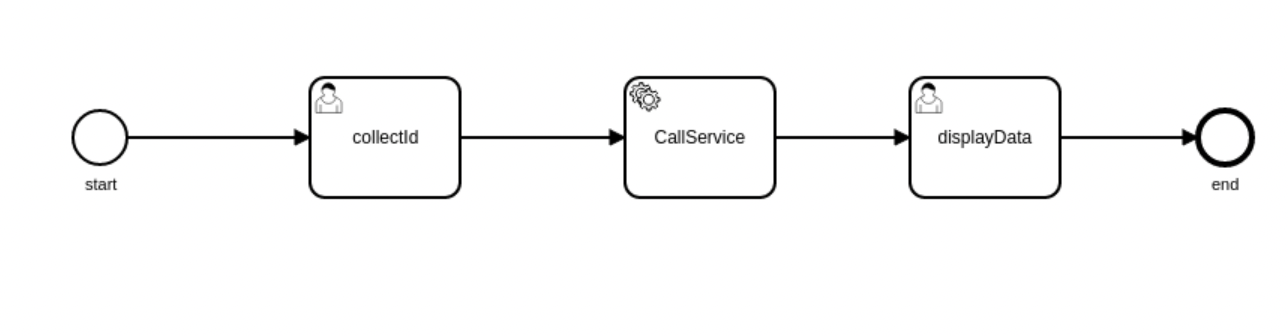 collectId
CallService
displayData
start
end